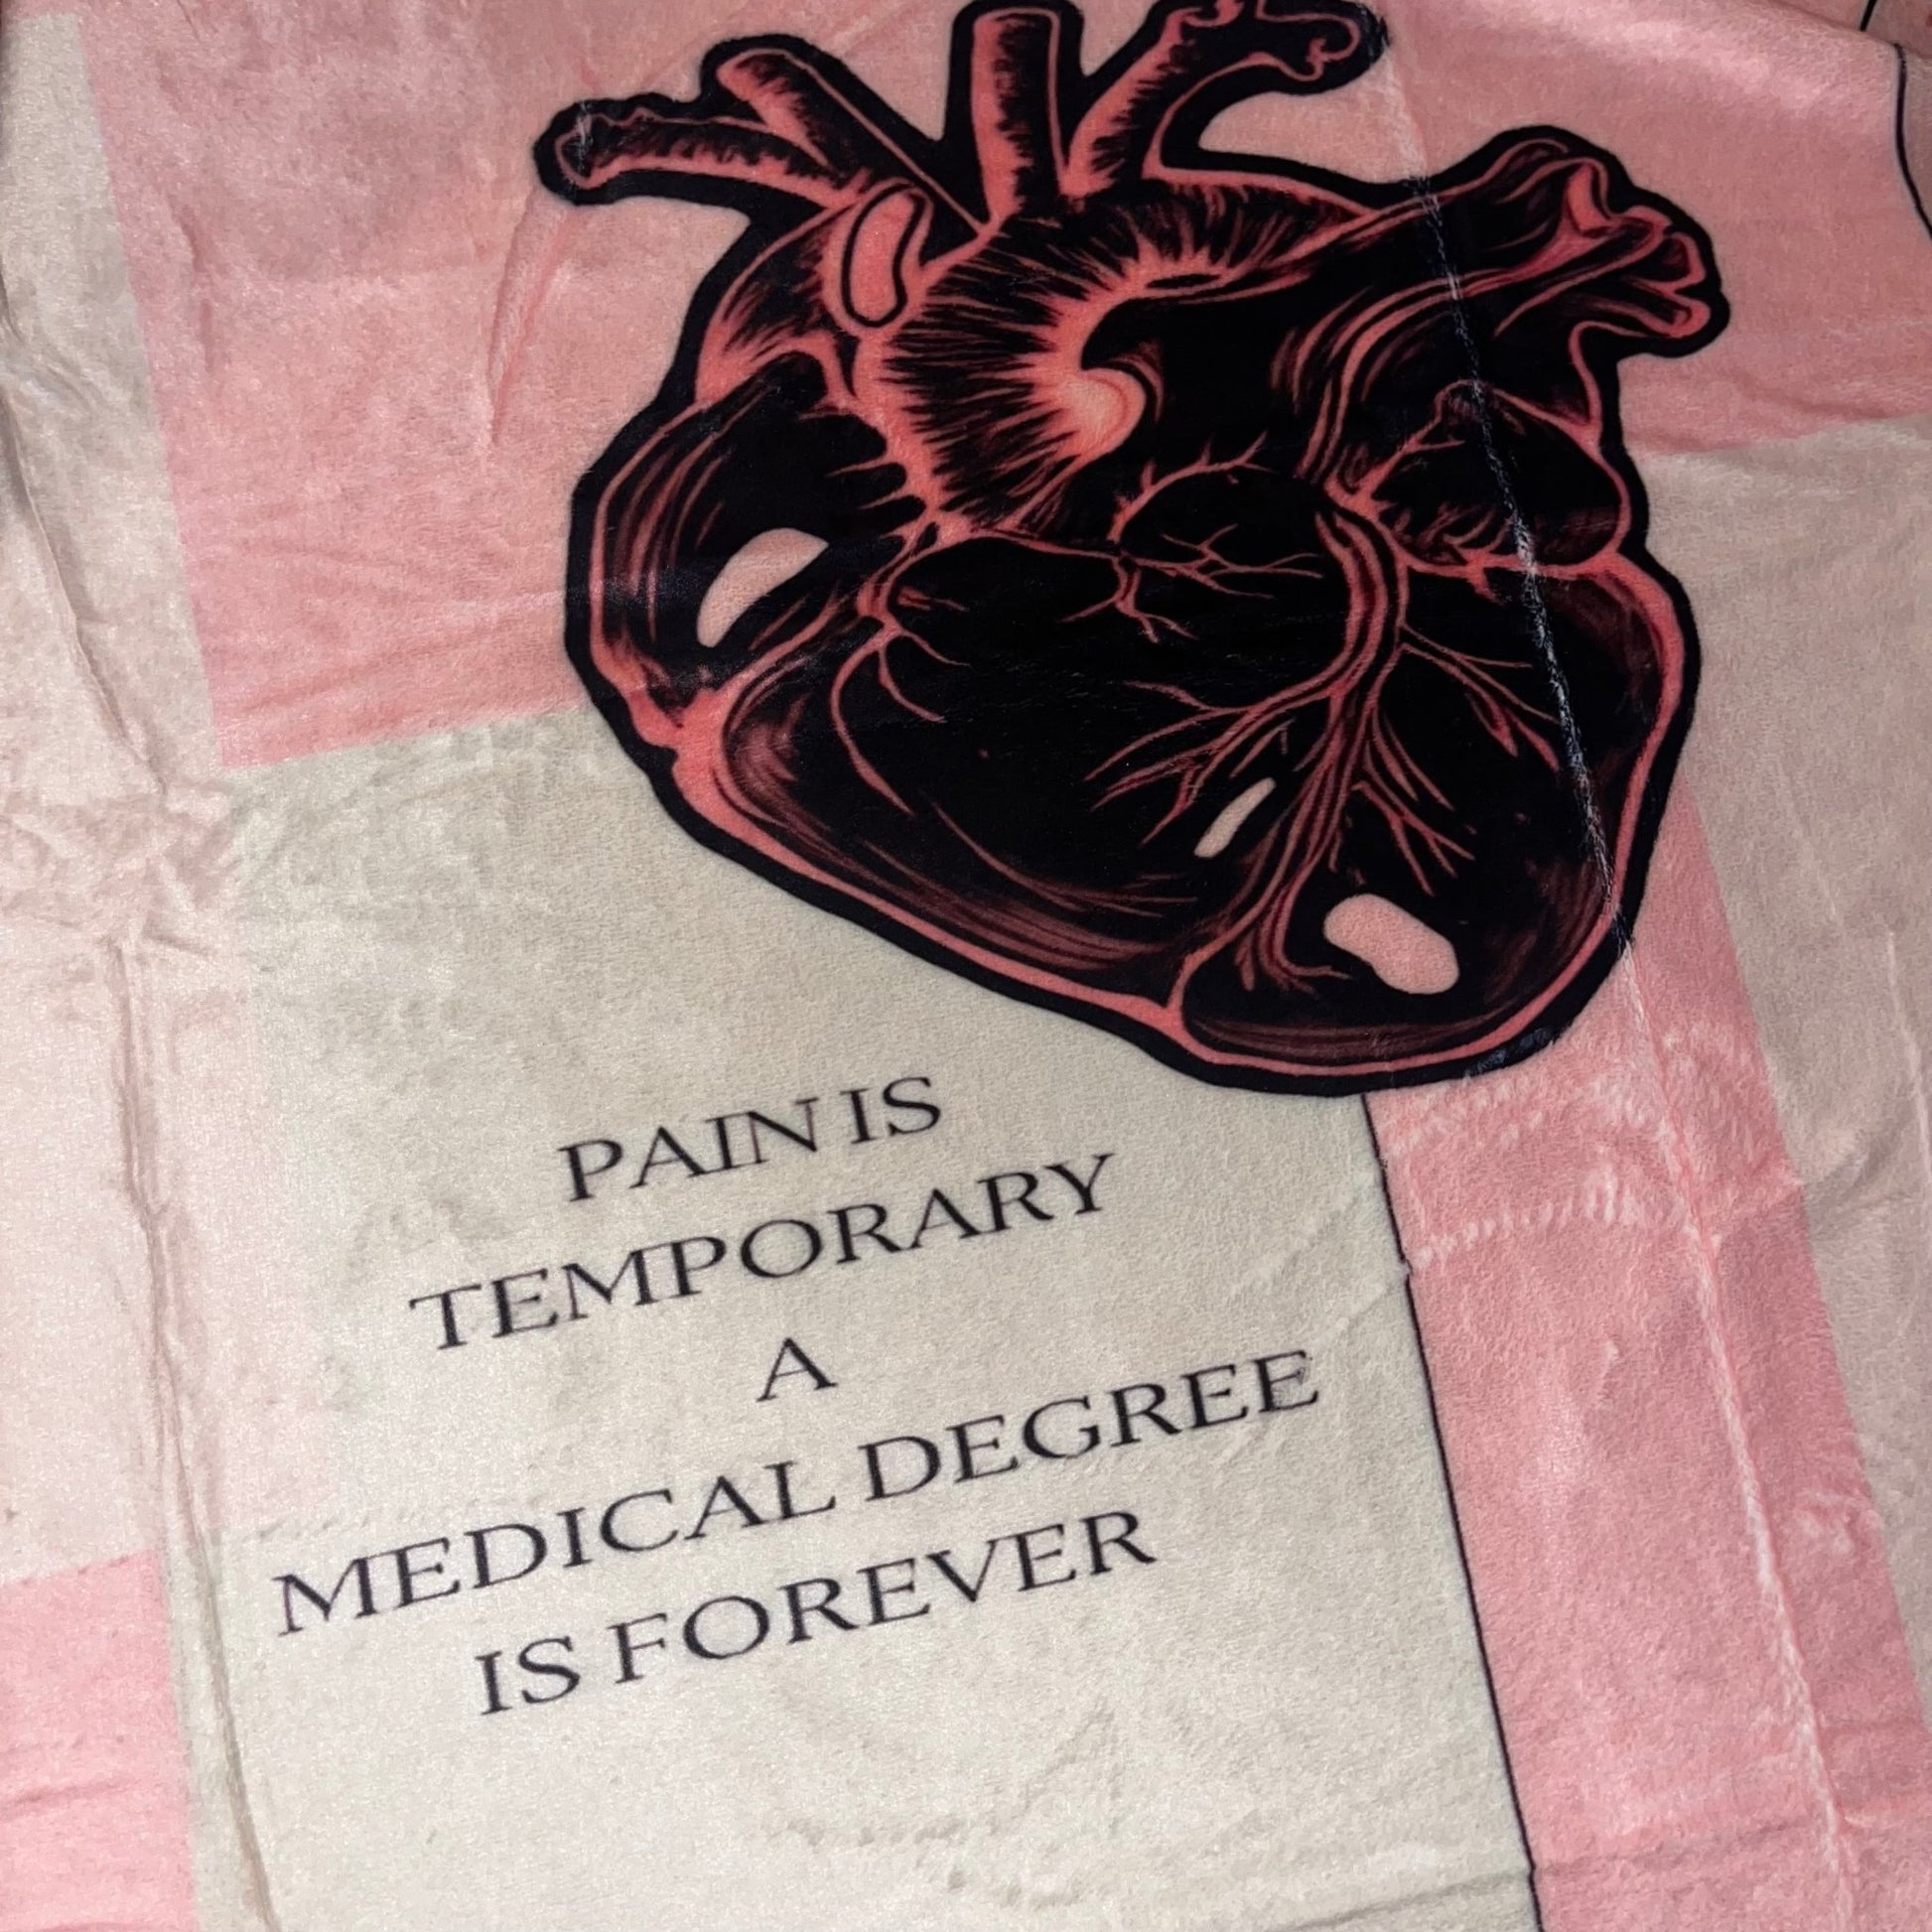 PAIN IS
TEMPORARY
A
MEDICAL DEGREE
IS FOREVER